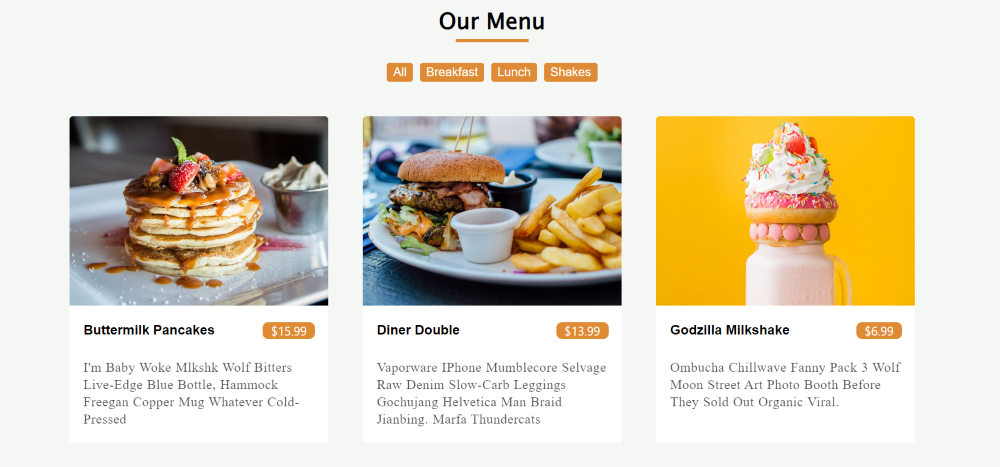 Our Menu
All Breakfast Lunch Shakes
Buttermilk Pancakes $15.99
I'm Baby Woke Mlkshk Wolf Bitters
Live-Edge Blue Bottle, Hammock
Freegan Copper Mug Whatever Cold-
Pressed
Diner Double $13.99
Vaporware IPhone Mumblecore Selvage
Raw Denim Slow-Carb Leggings
Gochujang Helvetica Man Braid
Jianbing. Marfa Thundercats
Godzilla Milkshake $6.99
Ombucha Chillwave Fanny Pack 3 Wolf
Moon Street Art Photo Booth Before
They Sold Out Organic Viral.